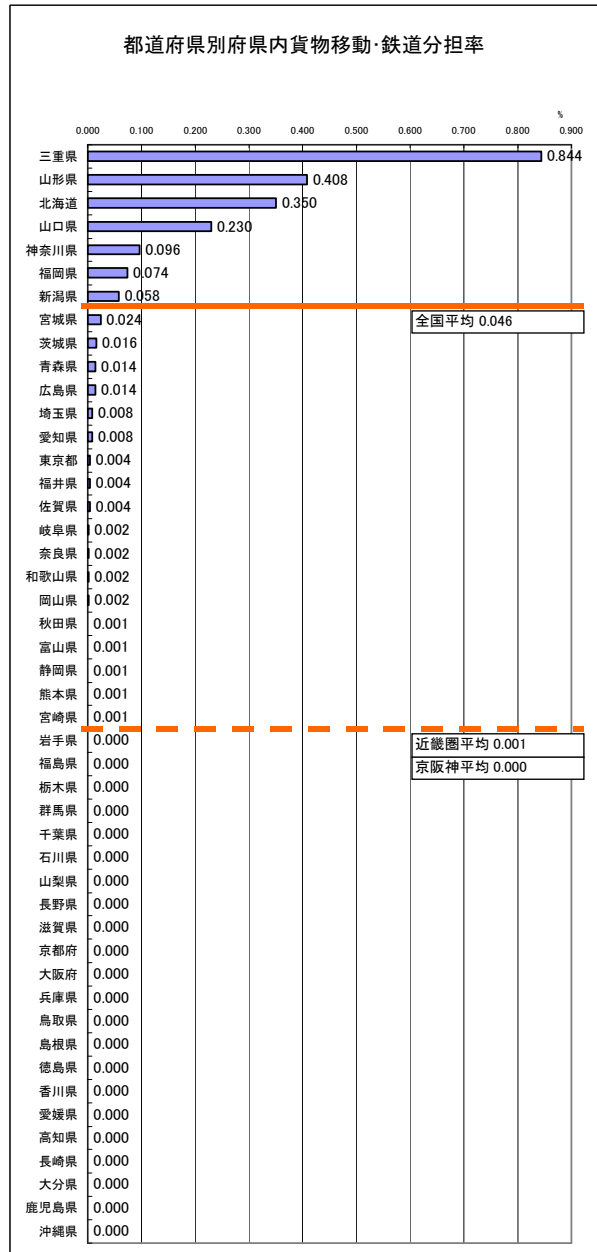 都道府県別府県内貨物移動･鉄道分担率
%
0.000 0.100 0.200 0.300 0.400 0.500 0.600 0.700 0.800 0.900
三重県 0.844
山形県 0.408
北海道 0.350
山口県 0.230
神奈川県 0.096
福岡県 0.074
新潟県 0.058
宮城県 0.024
全国平均 0.046
茨城県 0.016
青森県 0.014
広島県 0.014
埼玉県 0.008
愛知県 0.008
東京都 0.004
福井県 0.004
佐賀県 0.004
岐阜県 0.002
奈良県 0.002
和歌山県 0.002
岡山県 0.002
秋田県 0.001
富山県 0.001
静岡県 0.001
熊本県 0.001
宮崎県 0.001
岩手県 0.000
近畿圏平均 0.001
福島県 0.000
京阪神平均 0.000
栃木県 0.000
群馬県 0.000
千葉県 0.000
石川県 0.000
山梨県 0.000
長野県 0.000
滋賀県 0.000
京都府 0.000
大阪府 0.000
兵庫県 0.000
鳥取県 0.000
島根県 0.000
徳島県 0.000
香川県 0.000
愛媛県 0.000
高知県 0.000
長崎県 0.000
大分県 0.000
鹿児島県 0.000
沖縄県 0.000